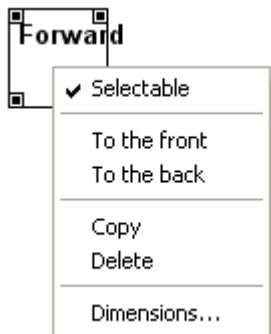 Forward
Selectable
To the front
To the back
Copy
Delete
Dimensions...